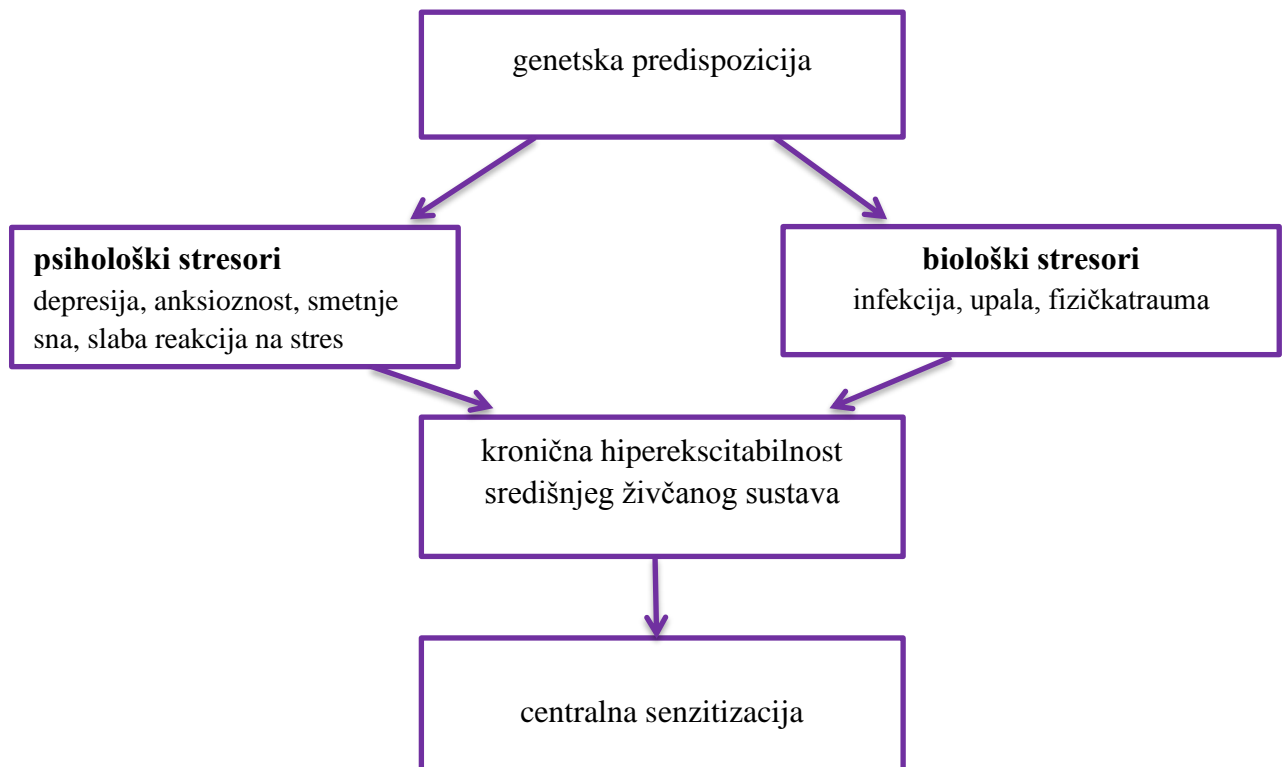 genetska predispozicija
psihološki stresori
depresija, anksioznost, smetnje
sna, slaba reakcija na stres
biološki stresori
infekcija, upala, fizičkatrauma
kronična hiperekscitabilnost
središnjeg živčanog sustava
centralna senzitizacija